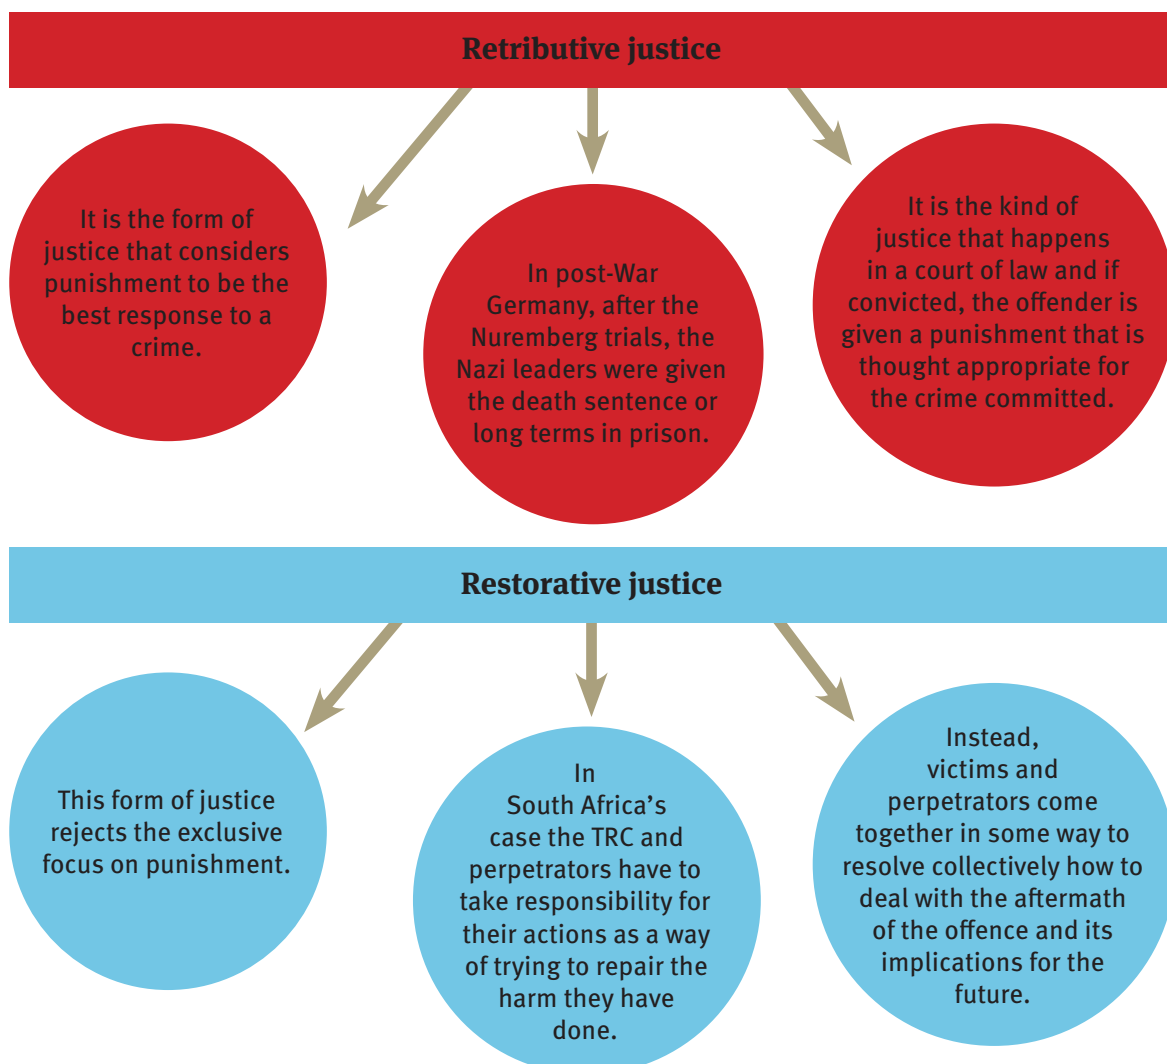 Retributive justice
It is the form of
justice that considers
punishment to be the
best response to a
crime.
In post-War
Germany, after the
Nuremberg trials, the
Nazi leaders were given
the death sentence or
long terms in prison.
It is the kind of
justice that happens
in a court of law and if
convicted, the offender is
given a punishment that is
thought appropriate for
the crime committed.
Restorative justice
This form of justice
rejects the exclusive
focus on punishment.
In
South Africa’s
case the TRC and
perpetrators have to
take responsibility for
their actions as a way
of trying to repair the
harm they have
done.
Instead,
victims and
perpetrators come
together in some way to
resolve collectively how to
deal with the aftermath
of the offence and its
implications for the
future.